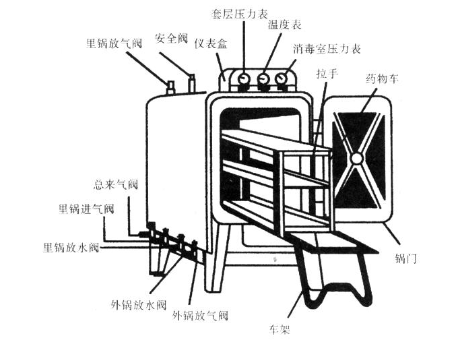 套层压力表
温度表
安全阀
仪表盒
消毒室压力表
里锅放气阀
拉手
药物车
总来气阀
里锅进气阀
里锅放水阀
锅门
外锅放水阀
外锅放气阀
车架